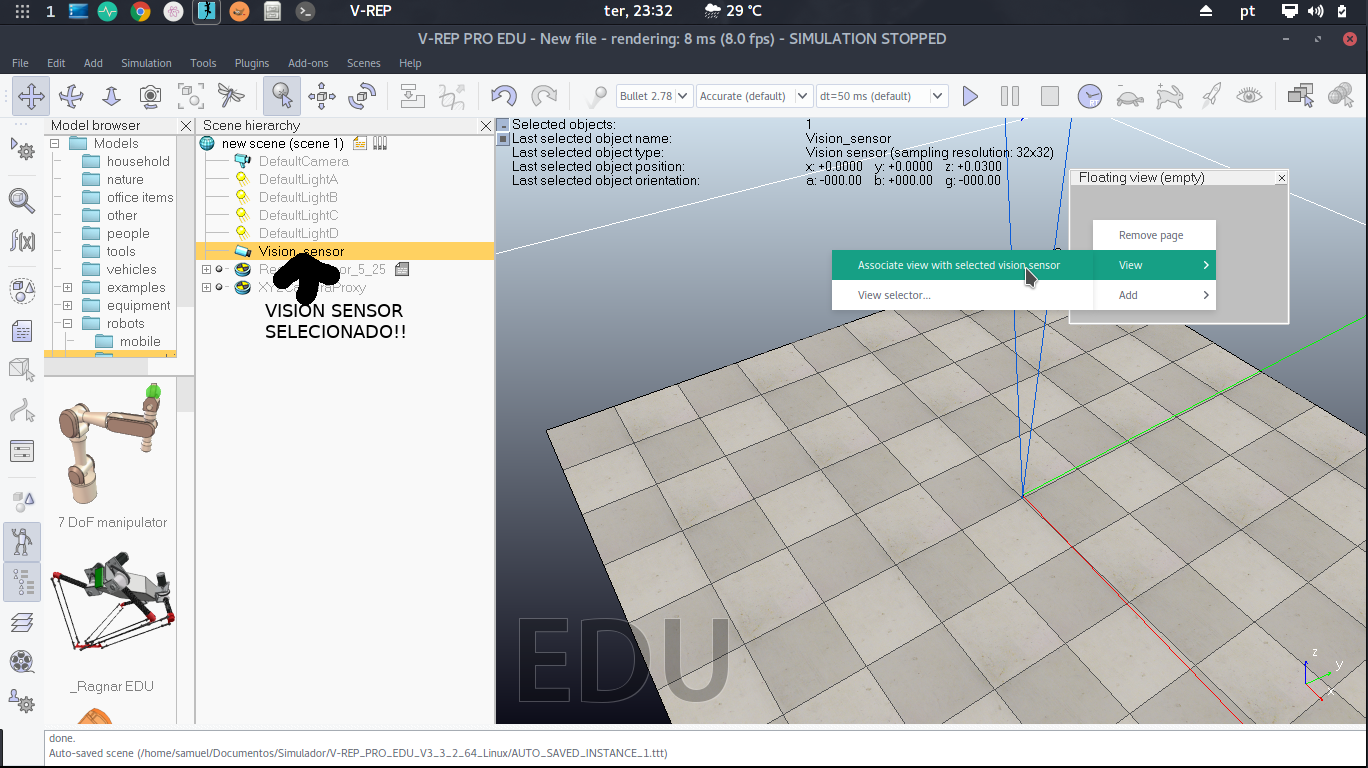 1
V-REP
ter, 23:32
29 °C
pt
V-REP PRO EDU - New file - rendering: 8 ms (8.0 fps) - SIMULATION STOPPED
File Edit Add Simulation Tools Plugins Add-ons Scenes Help
Bullet 2.78 Accurate (default) dt=50 ms (default)
Model browser
Models
household
nature
office items
other
people
tools
vehicles
examples
equipment
robots
mobile
7 DoF manipulator
_Ragnar EDU
Scene hierarchy
new scene (scene 1)
DefaultCamera
DefaultLightA
DefaultLightB
DefaultLightC
DefaultLightD
Vision_sensor
VISION SENSOR
SELECIONADO!!
Selected objects: 1
Last selected object name: Vision_sensor
Last selected object type: Vision sensor (sampling resolution: 32x32)
Last selected object position: x: +0.0000 y: +0.0000 z: +0.0300
Last selected object orientation: a: -000.00 b: +000.00 g: -000.00
Floating view (empty)
Remove page
View
Add
Associate view with selected vision sensor
View selector...
EDU
z
y
x
done.
Auto-saved scene (/home/samuel/Documentos/Simulador/V-REP_PRO_EDU_V3_3_2_64_Linux/AUTO_SAVED_INSTANCE_1.ttt)